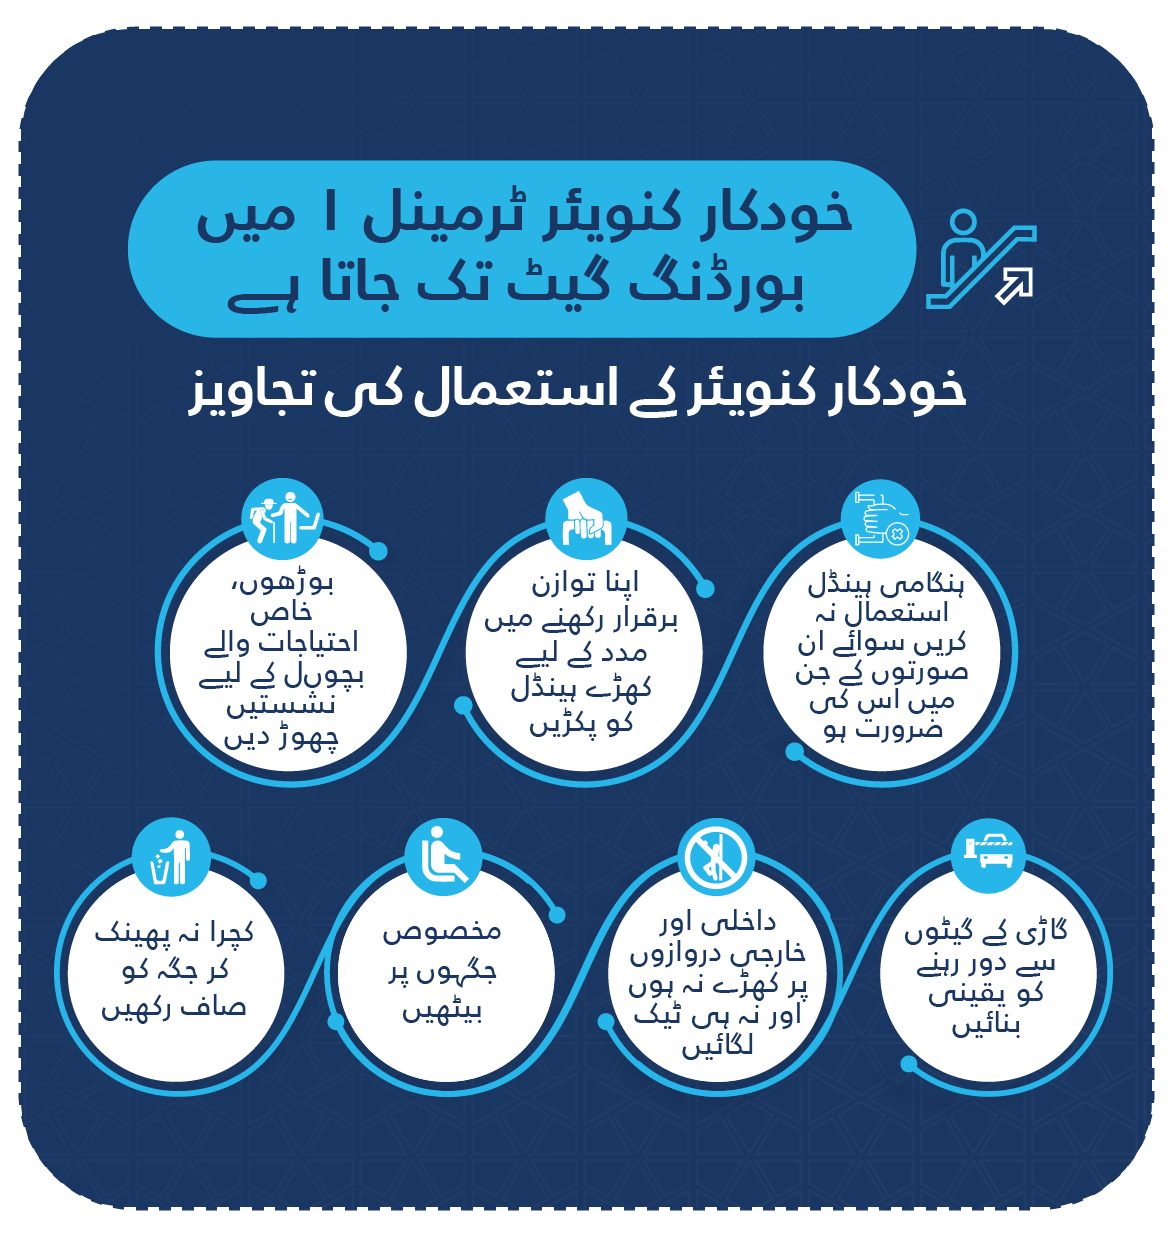 خودکار کنویئر ٹرمینل ١ میں
بورڈنگ گیٹ تک جاتا ہے
خودکار کنویئر کے استعمال کی تجاویز
ہنگامی ہینڈل
استعمال نہ
کریں سوائے ان
صورتوں کے جن
میں اس کی
ضرورت ہو
اپنا توازن
برقرار رکھنے میں
مدد کے لیے
کھڑے ہینڈل
کو پکڑیں
بوڑھوں،
خاص
احتیاجات والے
بچوںل کے لیے
نشستیں
چھوڑ دیں
گاڑی کے گیٹوں
سے دور رہنے
کو یقینی
بنائیں
داخلی اور
خارجی دروازوں
پر کھڑے نہ ہوں
اور نہ ہی ٹیک
لگائیں
مخصوص
جگہوں پر
بیٹھیں
کچرا نہ پھینک
کر جگہ کو
صاف رکھیں